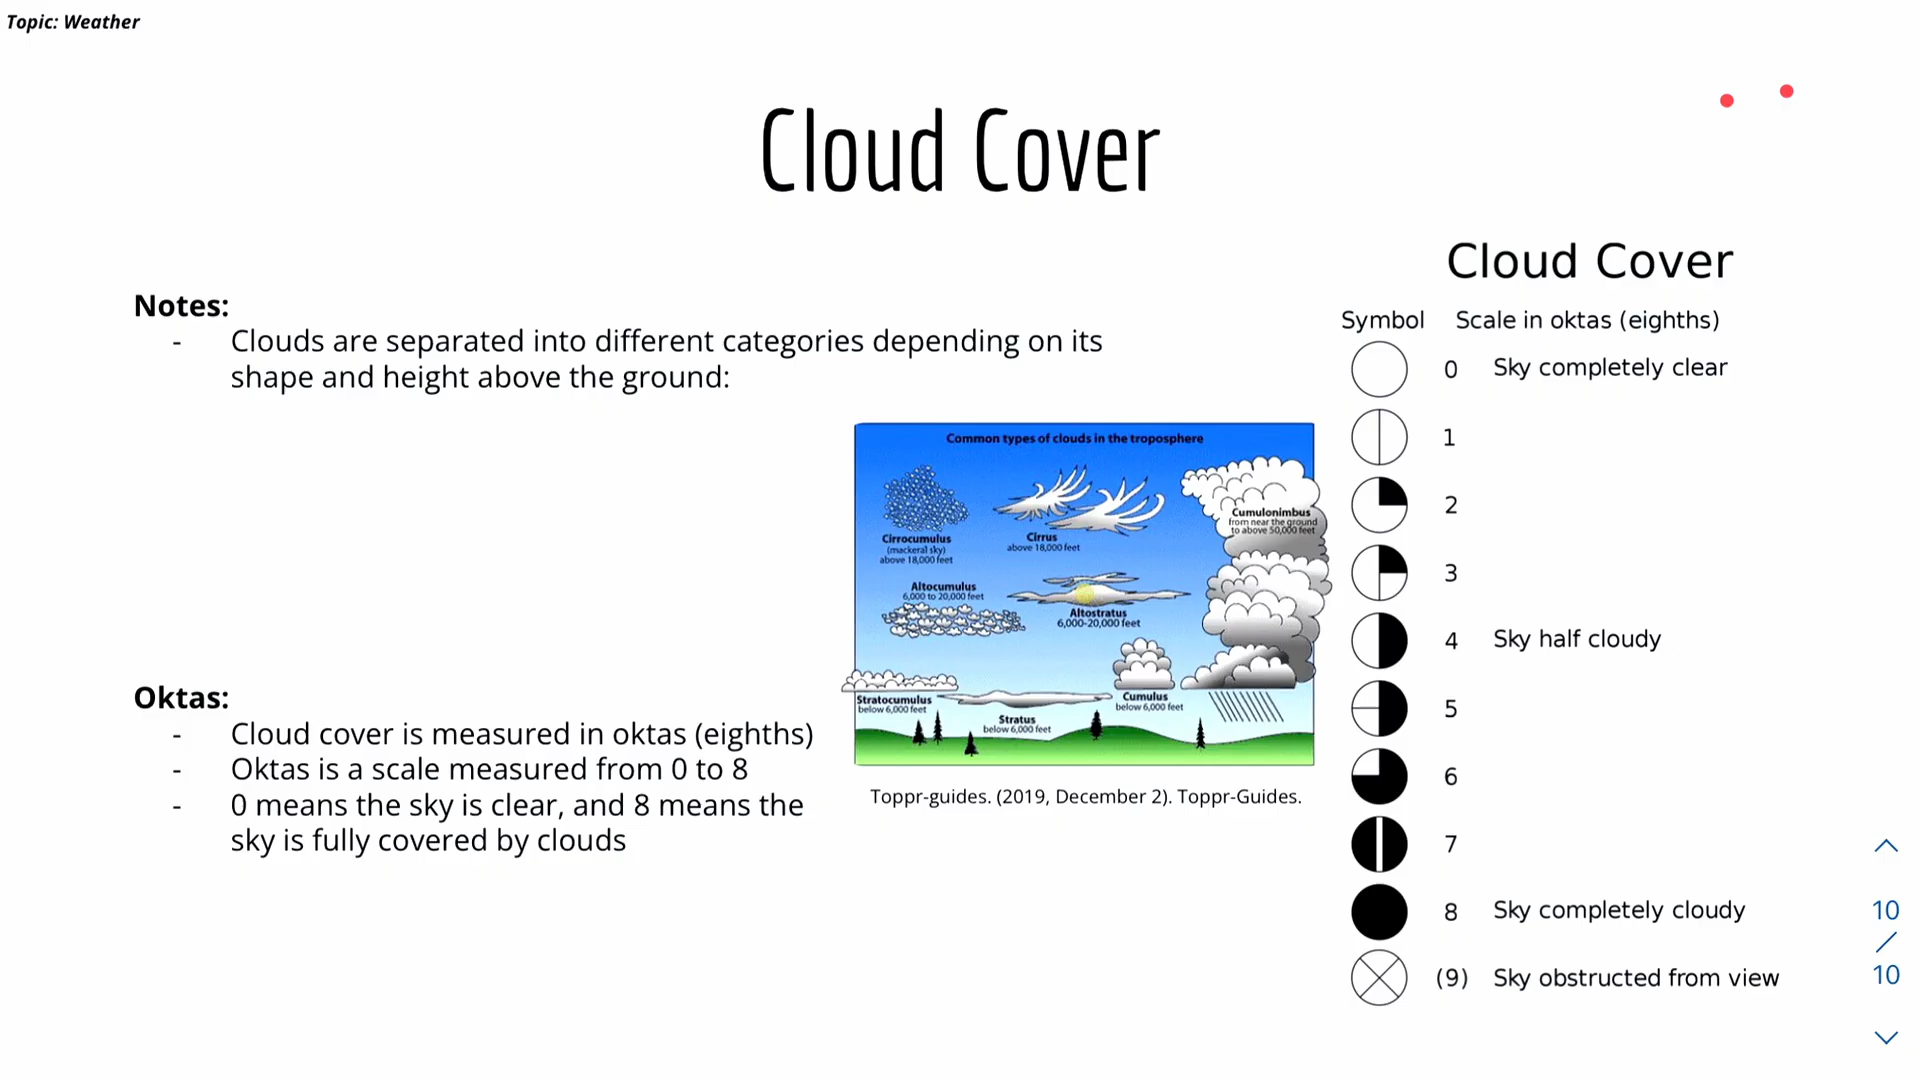 Topic: Weather
Cloud Cover
Notes:
- Clouds are separated into different categories depending on its
shape and height above the ground:
Common types of clouds in the troposphere
Cirrocumulus
(mackeral sky)
above 18,000 feet
Cirrus
above 18,000 feet
Cumulonimbus
from near the ground
to above 50,000 feet
Altocumulus
6,000 to 20,000 feet
Altostratus
6,000-20,000 feet
Stratocumulus
below 6,000 feet
Stratus
below 6,000 feet
Cumulus
below 6,000 feet
Toppr-guides. (2019, December 2). Toppr-Guides.
Oktas:
- Cloud cover is measured in oktas (eighths)
- Oktas is a scale measured from 0 to 8
- 0 means the sky is clear, and 8 means the
sky is fully covered by clouds
Cloud Cover
Symbol Scale in oktas (eighths)
0 Sky completely clear
1
2
3
4 Sky half cloudy
5
6
7
8 Sky completely cloudy
(9) Sky obstructed from view
10
/
10